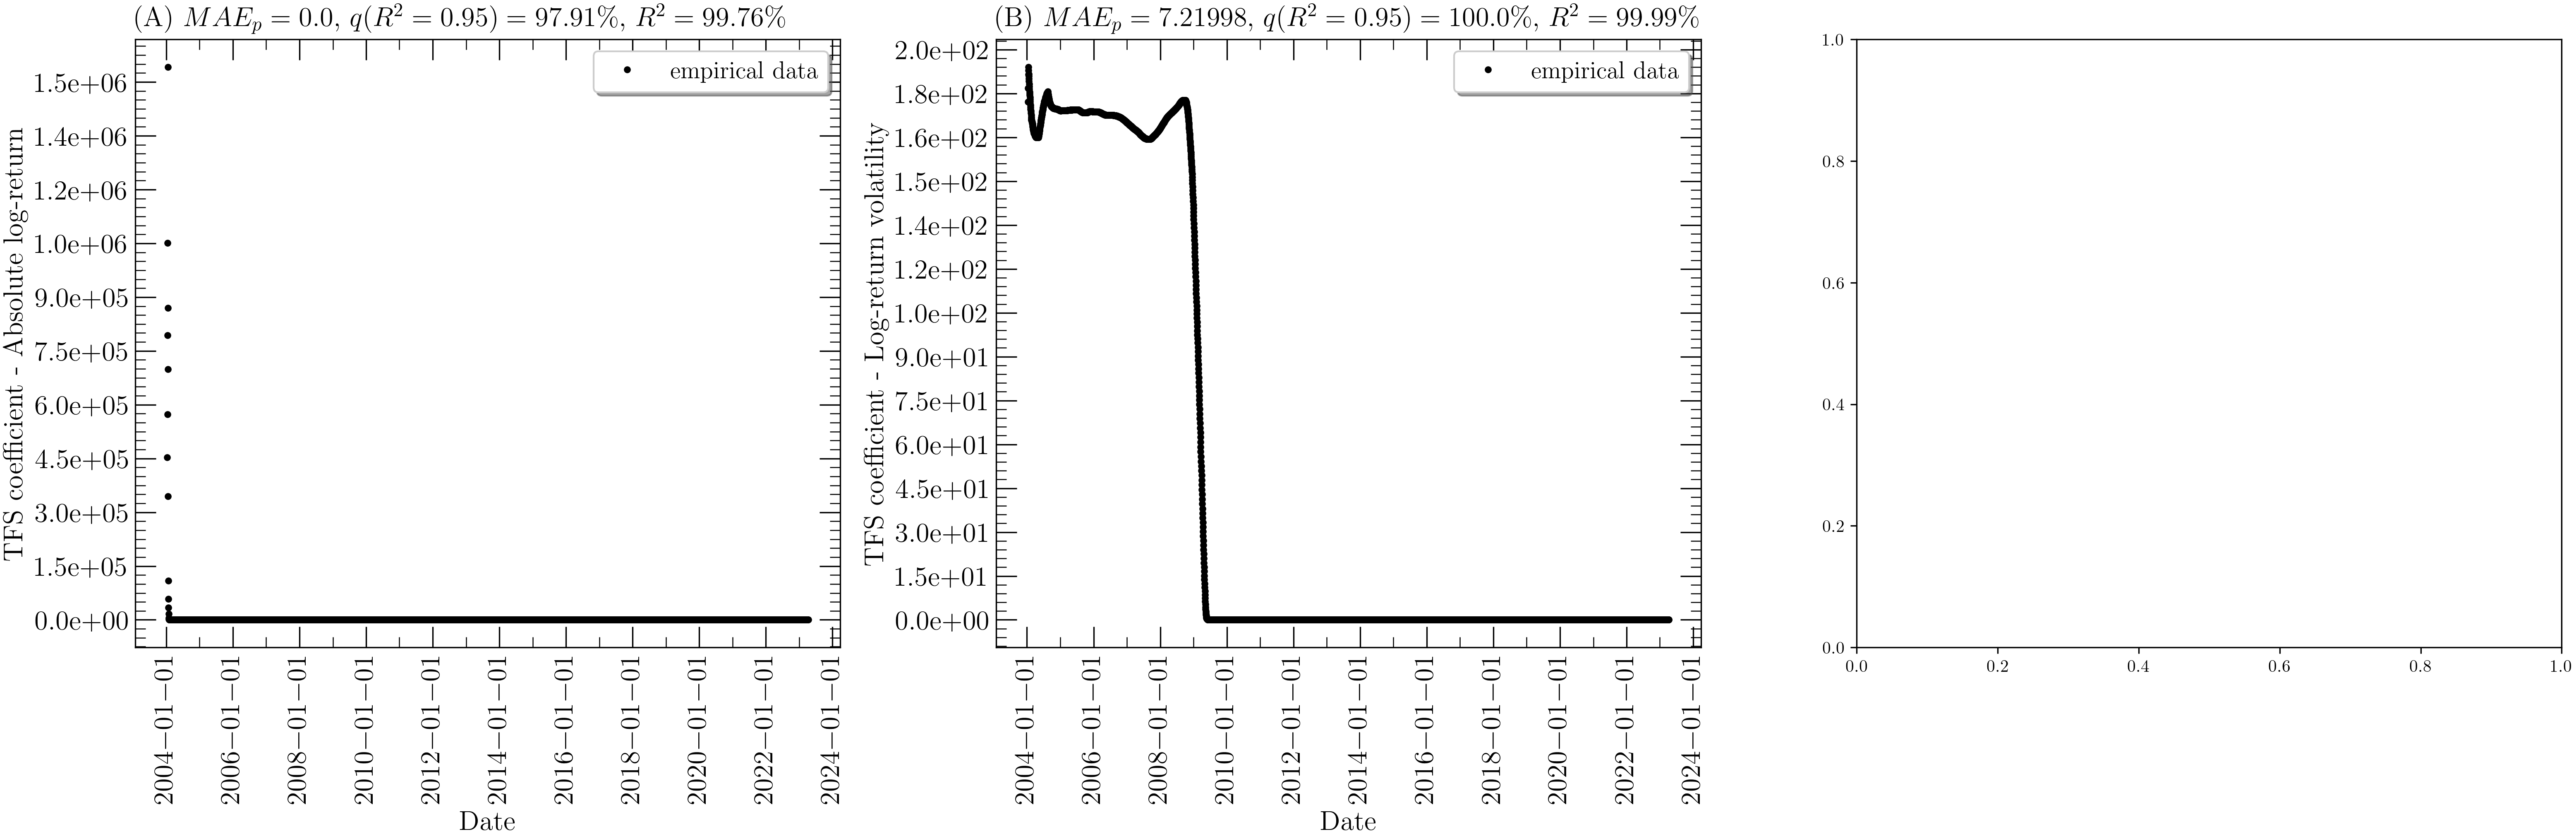 (A) MAE_p = 0.0, q(R² = 0.95) = 97.91%, R² = 99.76%
empirical data
TFS coefficient - Absolute log-return
1.5e+06
1.4e+06
1.2e+06
1.0e+06
9.0e+05
7.5e+05
6.0e+05
4.5e+05
3.0e+05
1.5e+05
0.0e+00
2004−01−01
2006−01−01
2008−01−01
2010−01−01
2012−01−01
2014−01−01
2016−01−01
2018−01−01
2020−01−01
2022−01−01
2024−01−01
Date
(B) MAE_p = 7.21998, q(R² = 0.95) = 100.0%, R² = 99.99%
empirical data
TFS coefficient - Log-return volatility
2.0e+02
1.8e+02
1.6e+02
1.5e+02
1.4e+02
1.2e+02
1.0e+02
9.0e+01
7.5e+01
6.0e+01
4.5e+01
3.0e+01
1.5e+01
0.0e+00
2004−01−01
2006−01−01
2008−01−01
2010−01−01
2012−01−01
2014−01−01
2016−01−01
2018−01−01
2020−01−01
2022−01−01
2024−01−01
Date
1.0
0.8
0.6
0.4
0.2
0.0
0.0
0.2
0.4
0.6
0.8
1.0